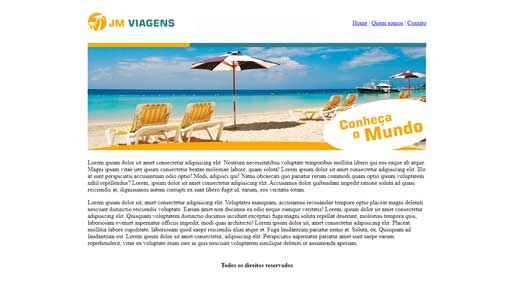 JM VIAGENS
Home | Quem somos | Contato
Conheça
o Mundo
Lorem ipsum dolor sit amet consectetur adipisicing elit. Nostrum necessitatibus voluptate temporibus mollitia libero qui eos eaque ab atque.
Magni ipsum vitae iste ipsum consectetur beatae molestiae labore, quam soluta! Lorem ipsum dolor sit amet consectetur adipisicing elit. Illo
at sunt perspiciatis accusantium odio optio! Modi, adipisci qui! Natus obcaecati quo pariatur rerum commodi quam optio ipsum voluptatem
nihil repellendus? Lorem, ipsum dolor sit amet consectetur adipisicing elit. Accusamus dolor quibusdam impedit ratione soluta ad quasi
reiciendis at, dignissimos autem corrupti ex sint libero fugit id, earum, eos veritatis totam.
Lorem ipsum dolor sit, amet consectetur adipisicing elit. Voluptates numquam, accusamus recusandae tempore optio placeat magni deleniti
nesciunt distinctio reiciendis voluptate. Earum amet non ducimus ex odio neque cumque veritatis! Lorem, ipsum dolor sit amet consectetur
adipisicing elit. Quisquam voluptatem distinctio ducimus incidunt excepturi fuga magni soluta repellat deserunt, molestias tempora quis,
laboriosam eveniet aspernatur officiis impedit, modi quam architecto! Lorem ipsum dolor sit amet consectetur, adipisicing elit. Placeat
mollitia labore cupiditate, laboriosam quod saepe reiciendis alias atque et. Fuga laudantium pariatur nemo at. Soluta, ex. Quisquam ad
laudantium est. Lorem ipsum dolor sit amet consectetur, adipisicing elit. Perspiciatis aspernatur pariatur amet sunt saepe earum
reprehenderit, vitae ex voluptate enim iure in quis nesciunt voluptatem similique deleniti ut assumenda aperiam.
Todos os direitos reservados